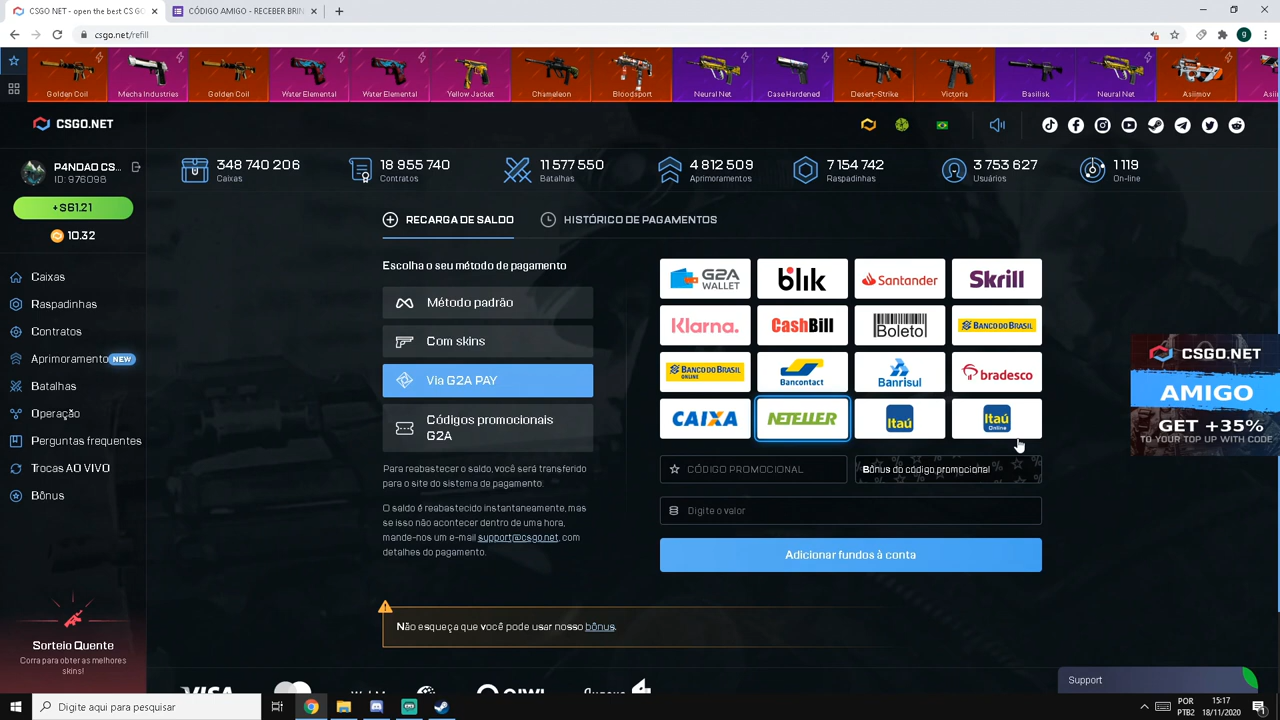 CSGO NET - open the best CS GO
CÓDIGO AMIGO - RECEBER BRIN
csgo.net/refill
g
Golden Coil
Mecha Industries
Golden Coil
Water Elemental
Water Elemental
Yellow Jacket
Chameleon
Bloodsport
Neural Net
Case Hardened
Desert-Strike
Victoria
Basilisk
Neural Net
Asiimov
Asii
CSGO.NET
P4NDAO CS...
ID: 976098
+$61.21
10.32
348 740 206
Caixas
18 955 740
Contratos
11 577 550
Batalhas
4 812 509
Aprimoramentos
7 154 742
Raspadinhas
3 753 627
Usuários
1 119
On-line
Caixas
Raspadinhas
Contratos
Aprimoramento NEW
Batalhas
Operação
Perguntas frequentes
Trocas AO VIVO
Bônus
Sorteio Quente
Corra para obter as melhores
skins!
RECARGA DE SALDO
HISTÓRICO DE PAGAMENTOS
Escolha o seu método de pagamento
Método padrão
Com skins
Via G2A PAY
Códigos promocionais
G2A
Para reabastecer o saldo, você será transferido
para o site do sistema de pagamento.
O saldo é reabastecido instantaneamente, mas
se isso não acontecer dentro de uma hora,
mande-nos um e-mail support@csgo.net, com
detalhes do pagamento.
G2A WALLET
blik
Santander
Skrill
Klarna.
CashBill
Boleto
BANCO DO BRASIL
BANCO DO BRASIL ONLINE
Bancontact
Banrisul
bradesco
CAIXA
NETELLER
Itaú
Itaú Online
CÓDIGO PROMOCIONAL
Bônus do código promocional
Digite o valor
Adicionar fundos à conta
Não esqueça que você pode usar nosso bônus.
CSGO.NET
AMIGO
GET +35%
TO YOUR TOP UP WITH CODE
VISA
QIWI
Support
Digite aqui para pesquisar
POR
PTB2
15:17
18/11/2020
1